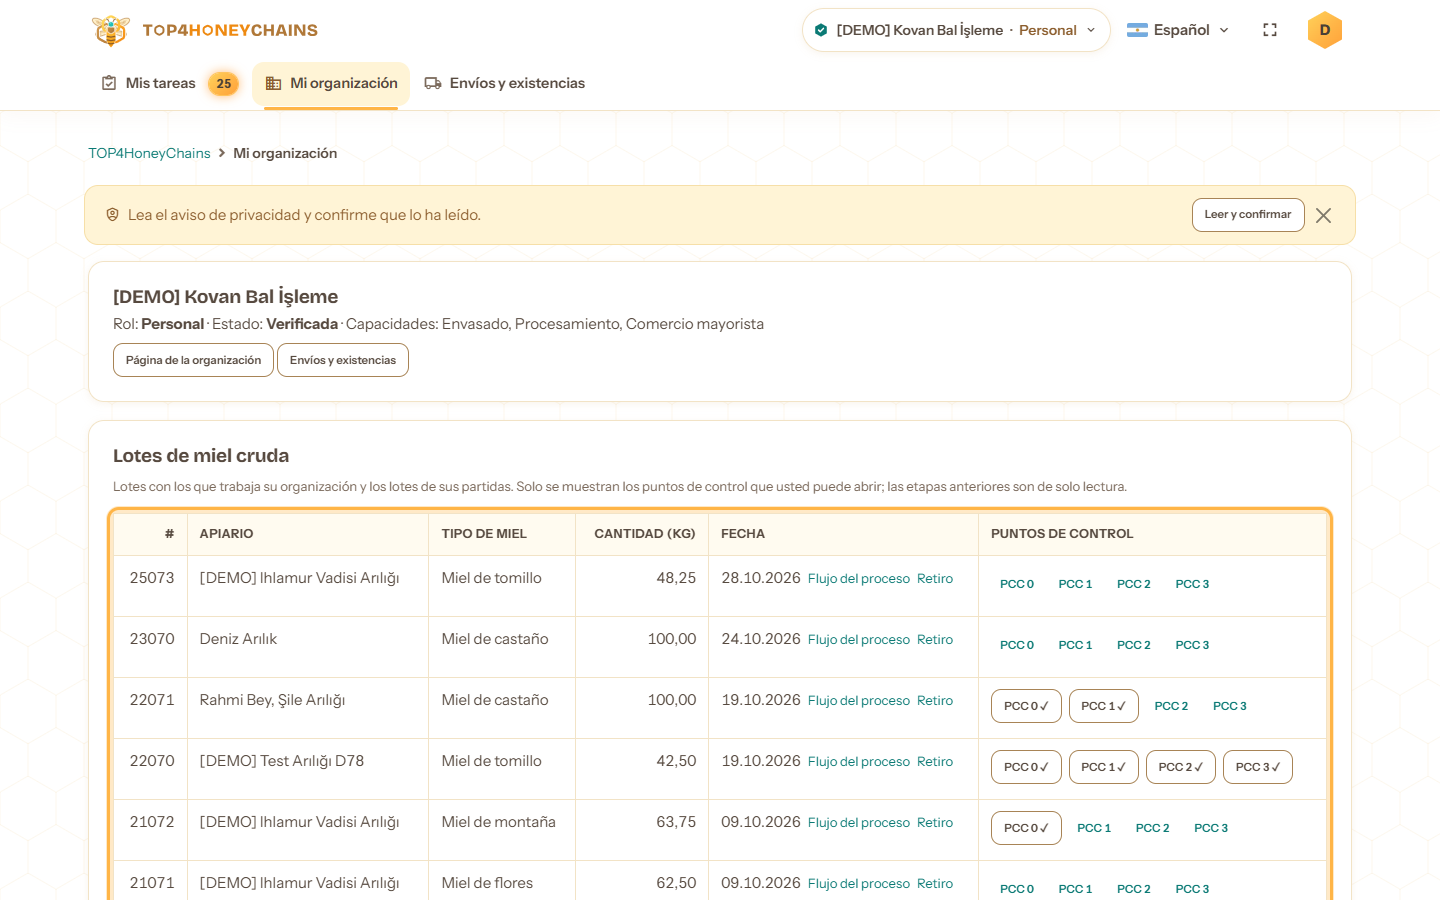 TOP4HONEYCHAINS
[DEMO] Kovan Bal İşleme · Personal
Español
D
Mis tareas 25
Mi organización
Envíos y existencias
TOP4HoneyChains > Mi organización
Lea el aviso de privacidad y confirme que lo ha leído.
Leer y confirmar
[DEMO] Kovan Bal İşleme
Rol: Personal · Estado: Verificada · Capacidades: Envasado, Procesamiento, Comercio mayorista
Página de la organización
Envíos y existencias
Lotes de miel cruda
Lotes con los que trabaja su organización y los lotes de sus partidas. Solo se muestran los puntos de control que usted puede abrir; las etapas anteriores son de solo lectura.
# APIARIO TIPO DE MIEL CANTIDAD (KG) FECHA PUNTOS DE CONTROL
25073 [DEMO] Ihlamur Vadisi Arılığı Miel de tomillo 48,25 28.10.2026 Flujo del proceso Retiro PCC 0 PCC 1 PCC 2 PCC 3
23070 Deniz Arılık Miel de castaño 100,00 24.10.2026 Flujo del proceso Retiro PCC 0 PCC 1 PCC 2 PCC 3
22071 Rahmi Bey, Şile Arılığı Miel de castaño 100,00 19.10.2026 Flujo del proceso Retiro PCC 0 ✓ PCC 1 ✓ PCC 2 PCC 3
22070 [DEMO] Test Arılığı D78 Miel de tomillo 42,50 19.10.2026 Flujo del proceso Retiro PCC 0 ✓ PCC 1 ✓ PCC 2 ✓ PCC 3 ✓
21072 [DEMO] Ihlamur Vadisi Arılığı Miel de montaña 63,75 09.10.2026 Flujo del proceso Retiro PCC 0 ✓ PCC 1 PCC 2 PCC 3
21071 [DEMO] Ihlamur Vadisi Arılığı Miel de flores 62,50 09.10.2026 Flujo del proceso Retiro PCC 0 PCC 1 PCC 2 PCC 3